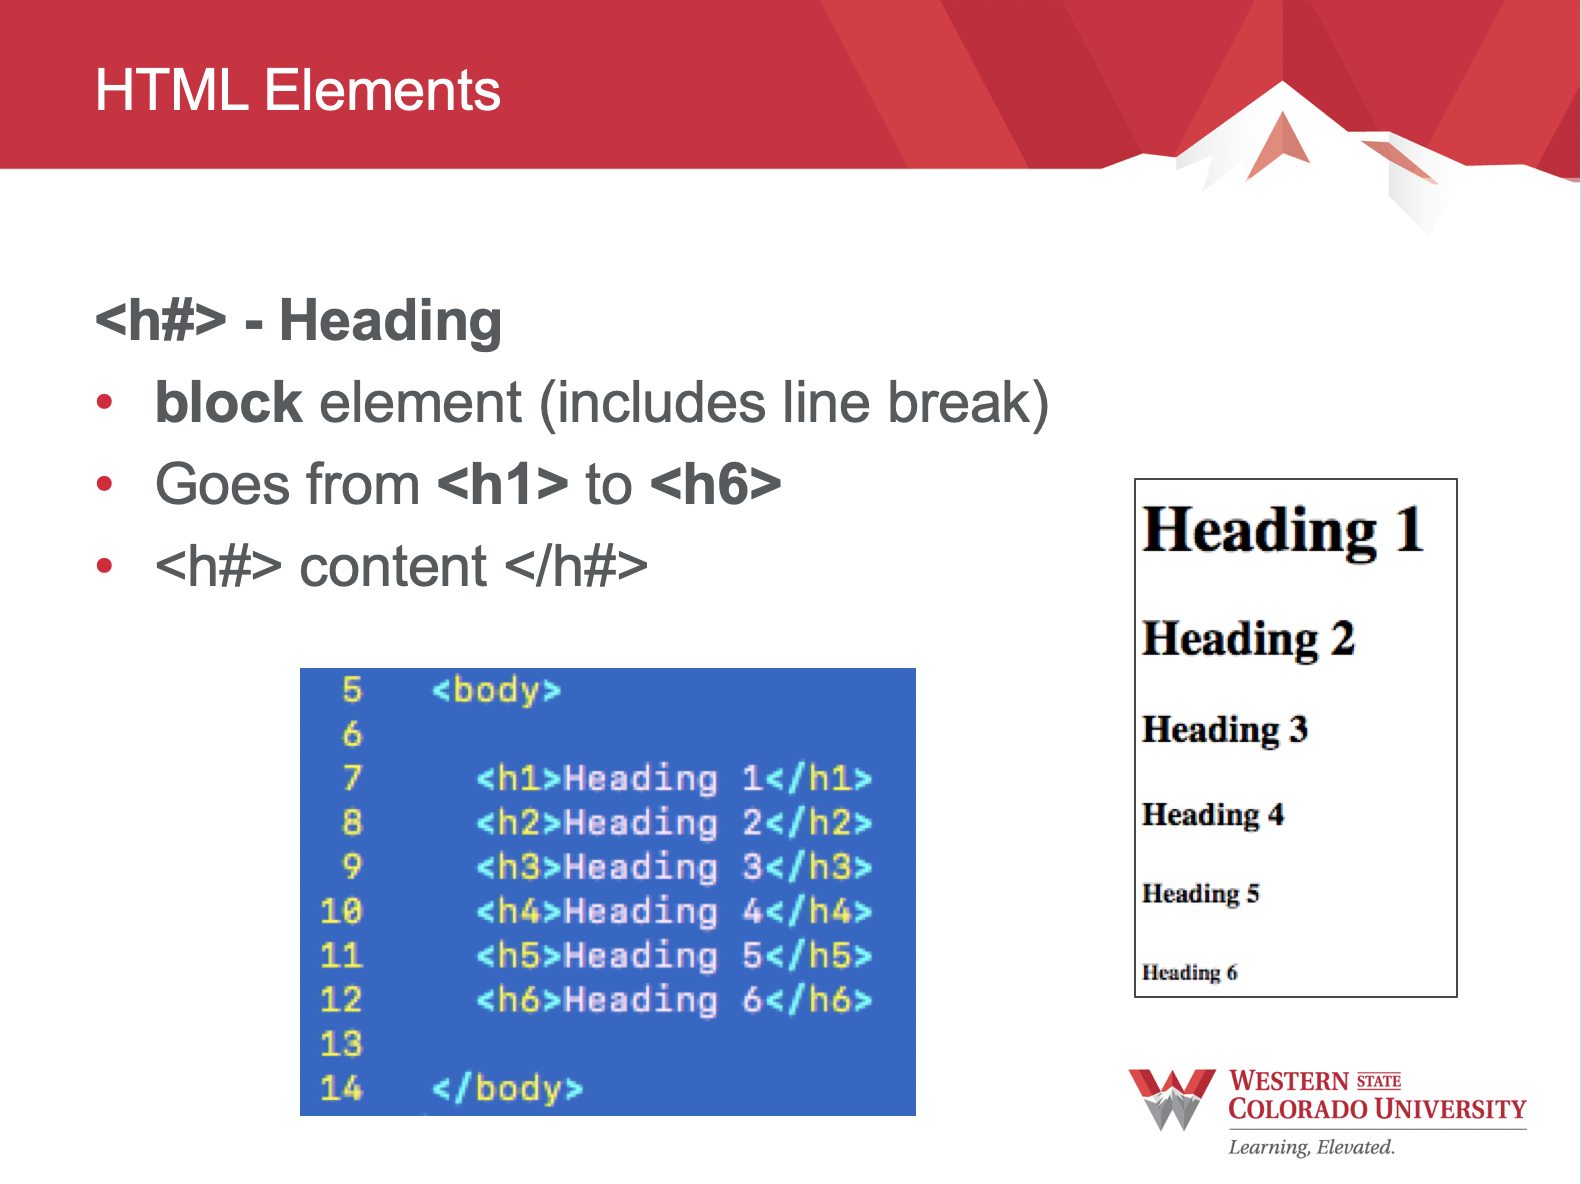 HTML Elements
<h#> - Heading
• block element (includes line break)
• Goes from <h1> to <h6>
• <h#> content </h#>
5 <body>
6
7 <h1>Heading 1</h1>
8 <h2>Heading 2</h2>
9 <h3>Heading 3</h3>
10 <h4>Heading 4</h4>
11 <h5>Heading 5</h5>
12 <h6>Heading 6</h6>
13
14 </body>
Heading 1
Heading 2
Heading 3
Heading 4
Heading 5
Heading 6
WESTERN STATE
COLORADO UNIVERSITY
Learning, Elevated.